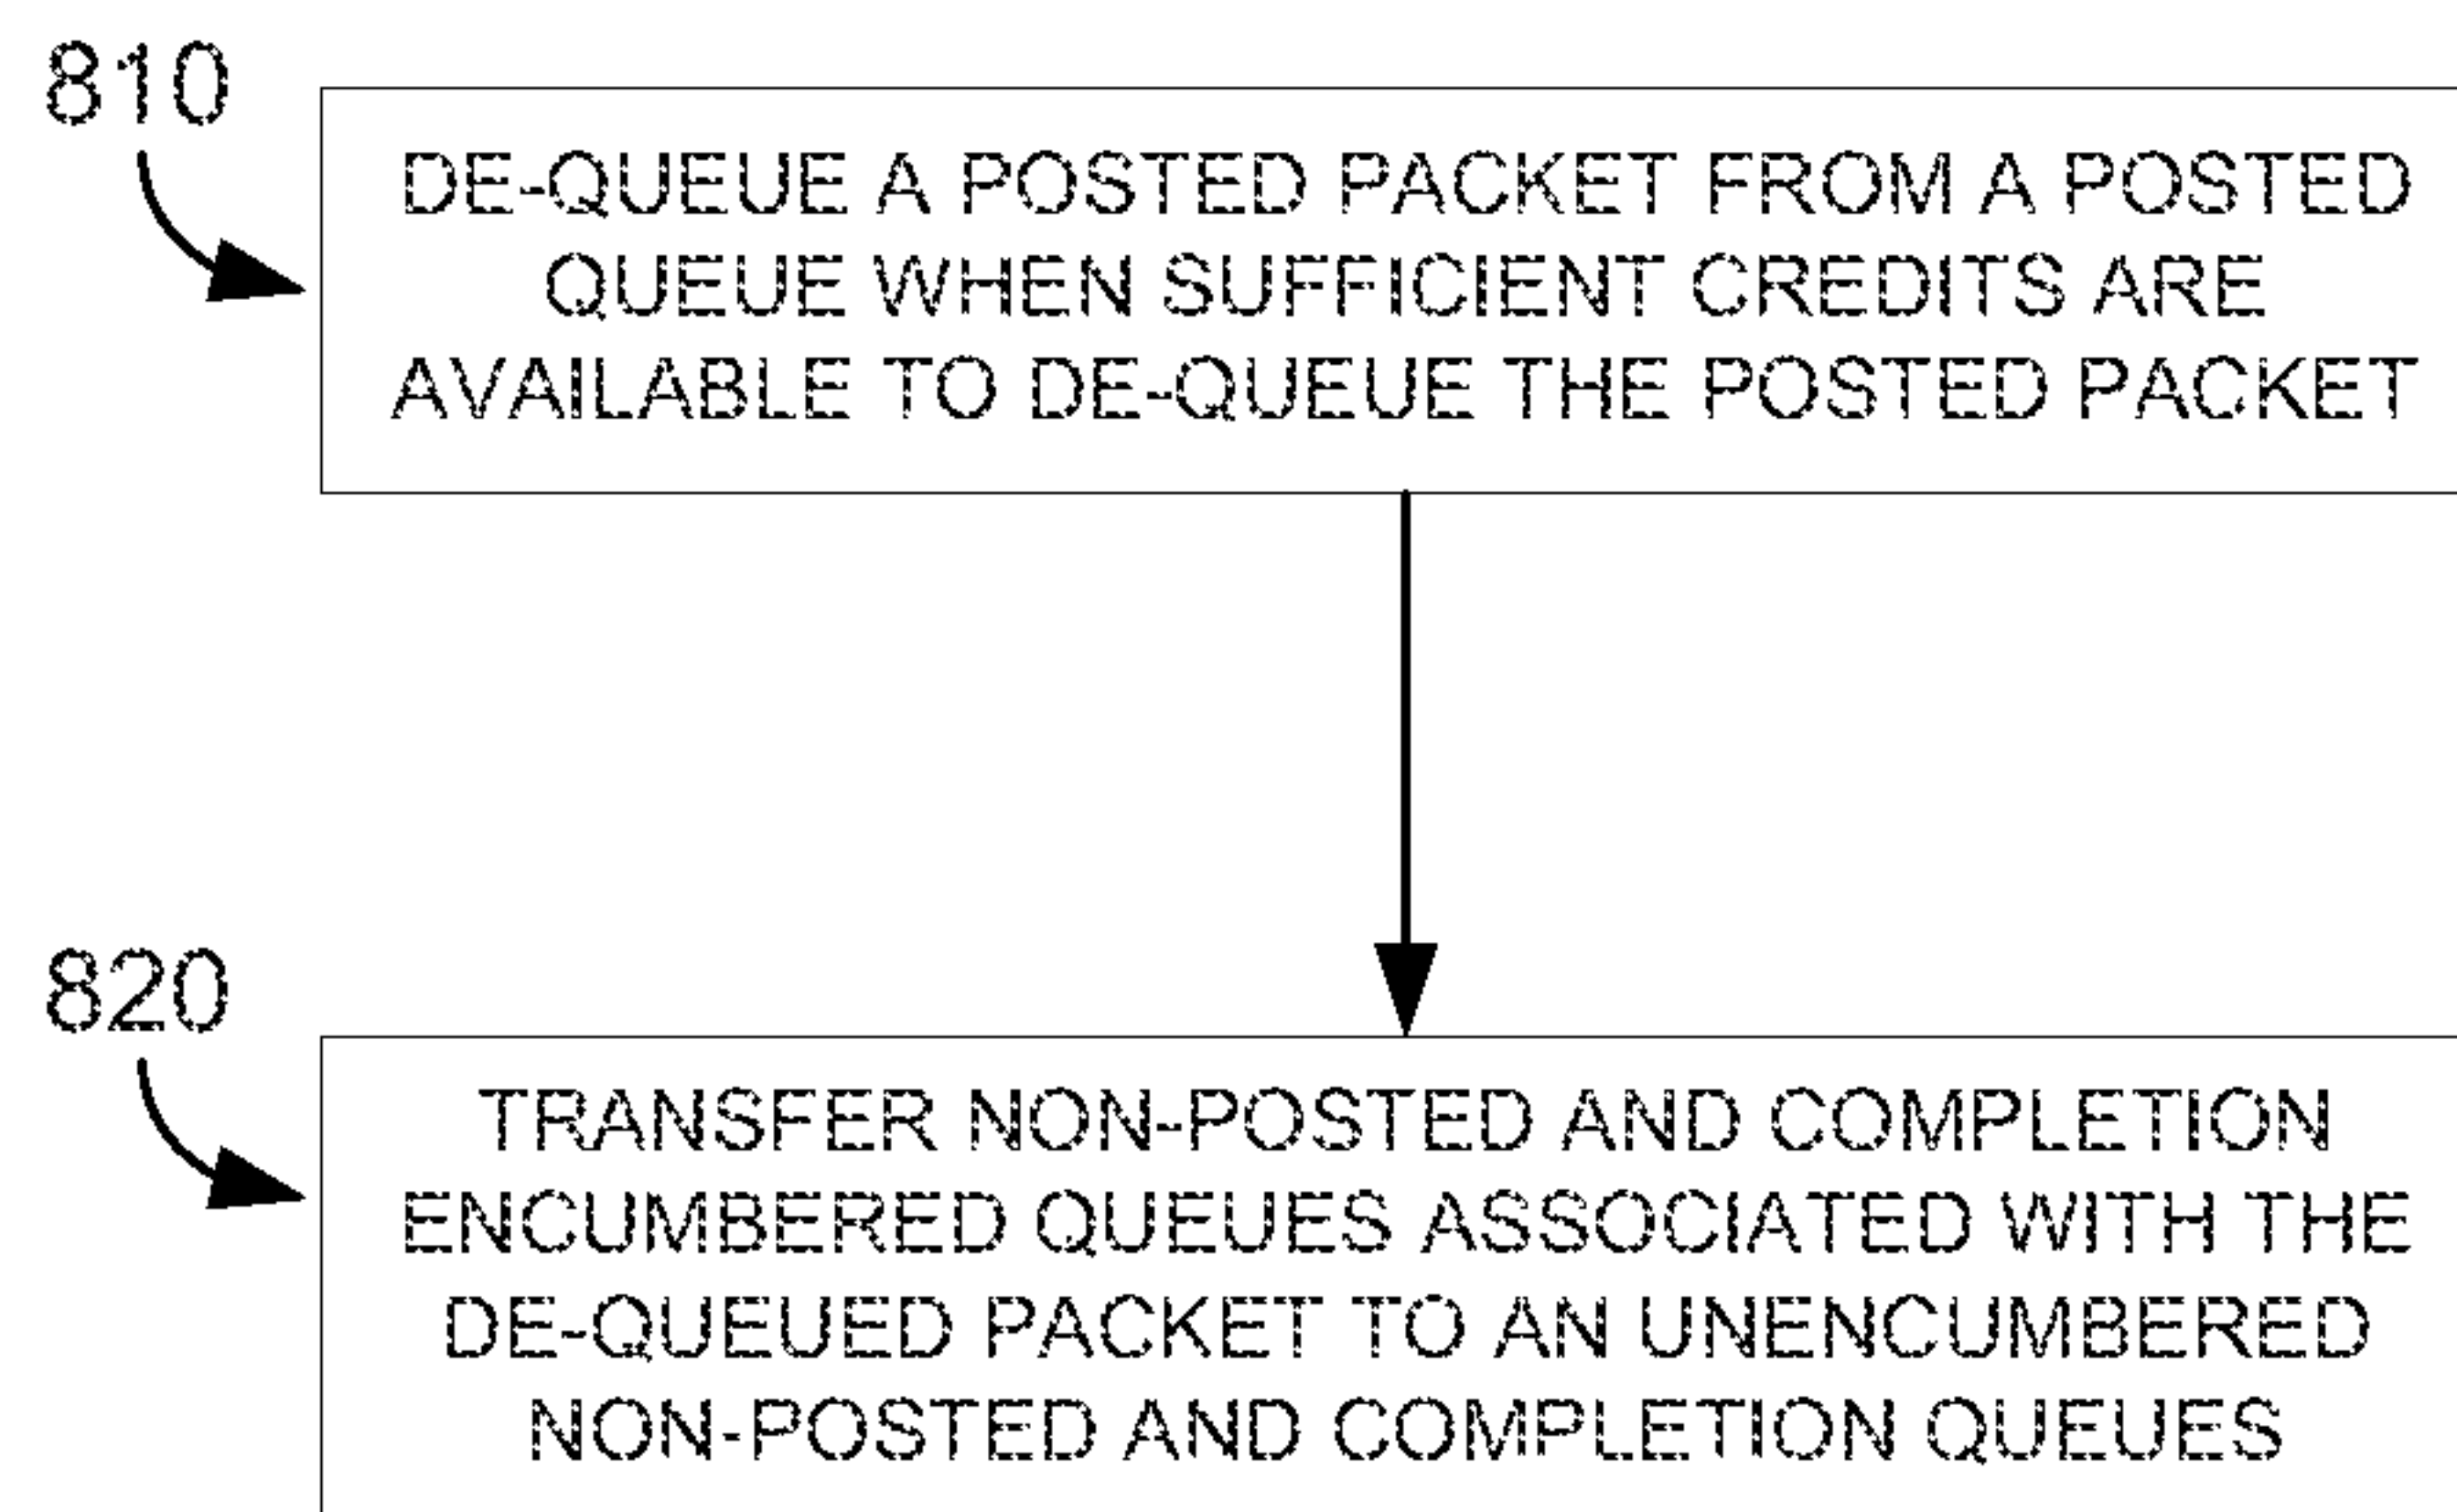 810
DE-QUEUE A POSTED PACKET FROM A POSTED
QUEUE WHEN SUFFICIENT CREDITS ARE
AVAILABLE TO DE-QUEUE THE POSTED PACKET
820
TRANSFER NON-POSTED AND COMPLETION
ENCUMBERED QUEUES ASSOCIATED WITH THE
DE-QUEUED PACKET TO AN UNENCUMBERED
NON-POSTED AND COMPLETION QUEUES